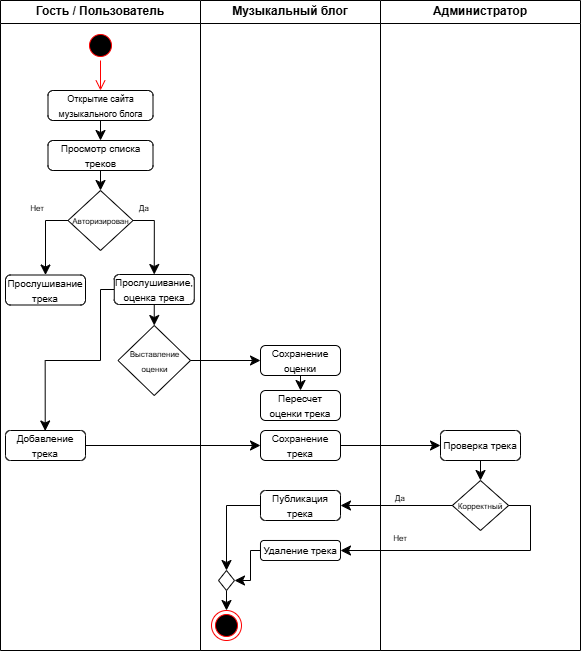 Гость / Пользователь
Музыкальный блог
Администратор
Открытие сайта
музыкального блога
Просмотр списка
треков
Нет
Да
Авторизирован
Прослушивание
трека
Прослушивание,
оценка трека
Выставление
оценки
Сохранение
оценки
Пересчет
оценки трека
Добавление
трека
Сохранение
трека
Проверка трека
Публикация
трека
Да
Корректный
Удаление трека
Нет